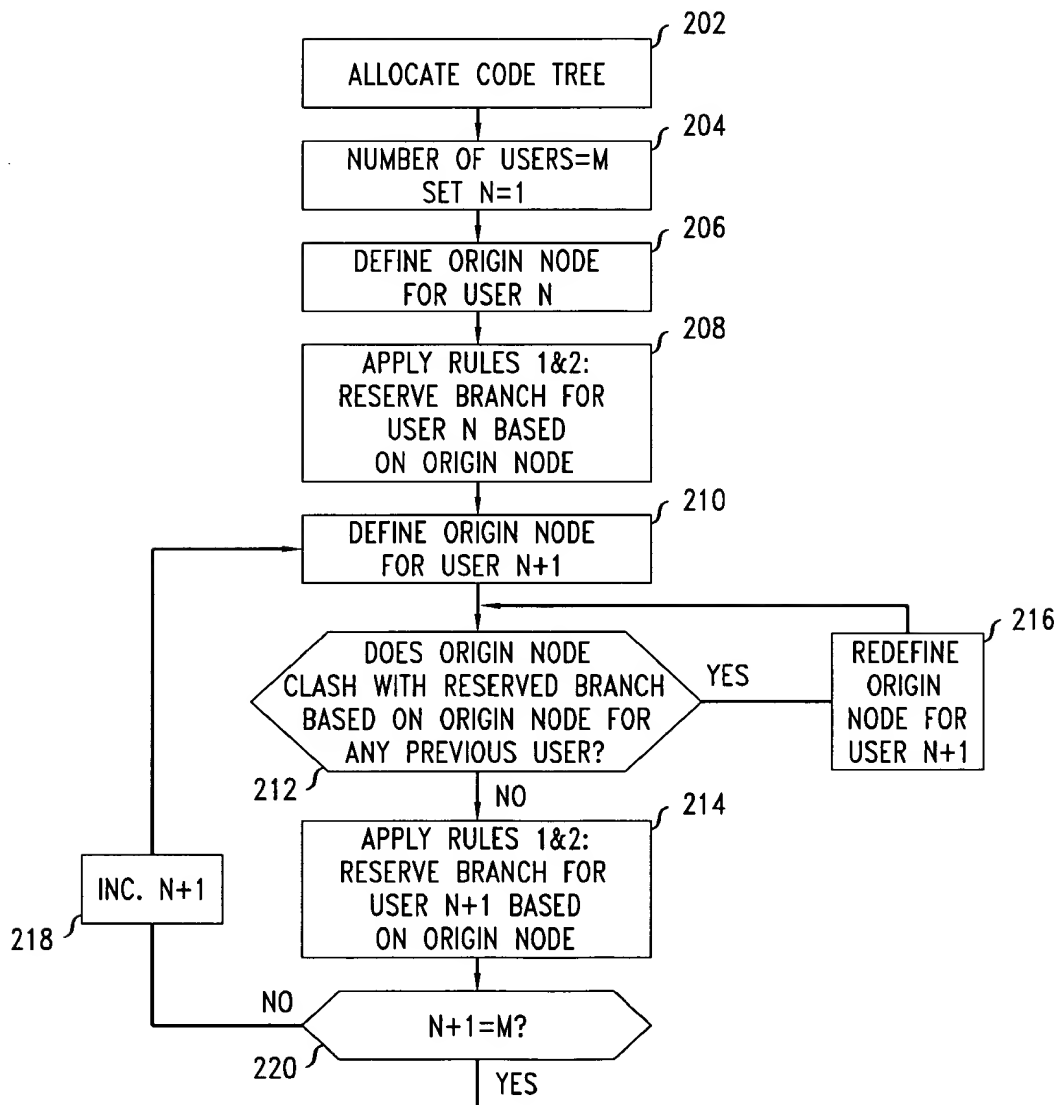 202
ALLOCATE CODE TREE
204
NUMBER OF USERS=M
SET N=1
206
DEFINE ORIGIN NODE
FOR USER N
208
APPLY RULES 1&2:
RESERVE BRANCH FOR
USER N BASED
ON ORIGIN NODE
210
DEFINE ORIGIN NODE
FOR USER N+1
DOES ORIGIN NODE
CLASH WITH RESERVED BRANCH
BASED ON ORIGIN NODE FOR
ANY PREVIOUS USER?
212
YES
216
REDEFINE
ORIGIN
NODE FOR
USER N+1
NO
214
APPLY RULES 1&2:
RESERVE BRANCH FOR
USER N+1 BASED
ON ORIGIN NODE
INC. N+1
218
NO
N+1=M?
220
YES